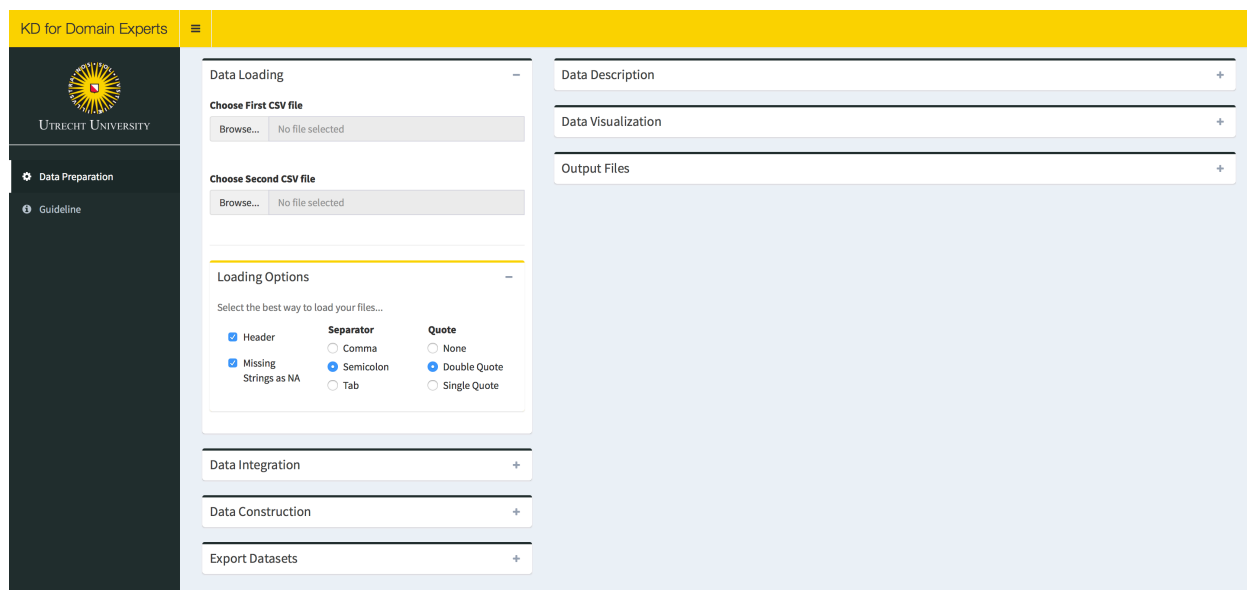 KD for Domain Experts
UTRECHT UNIVERSITY
Data Preparation
Guideline
Data Loading
Choose First CSV file
Browse... No file selected
Choose Second CSV file
Browse... No file selected
Loading Options
Select the best way to load your files...
Header
Missing
Strings as NA
Separator
Comma
Semicolon
Tab
Quote
None
Double Quote
Single Quote
Data Integration
Data Construction
Export Datasets
Data Description
Data Visualization
Output Files